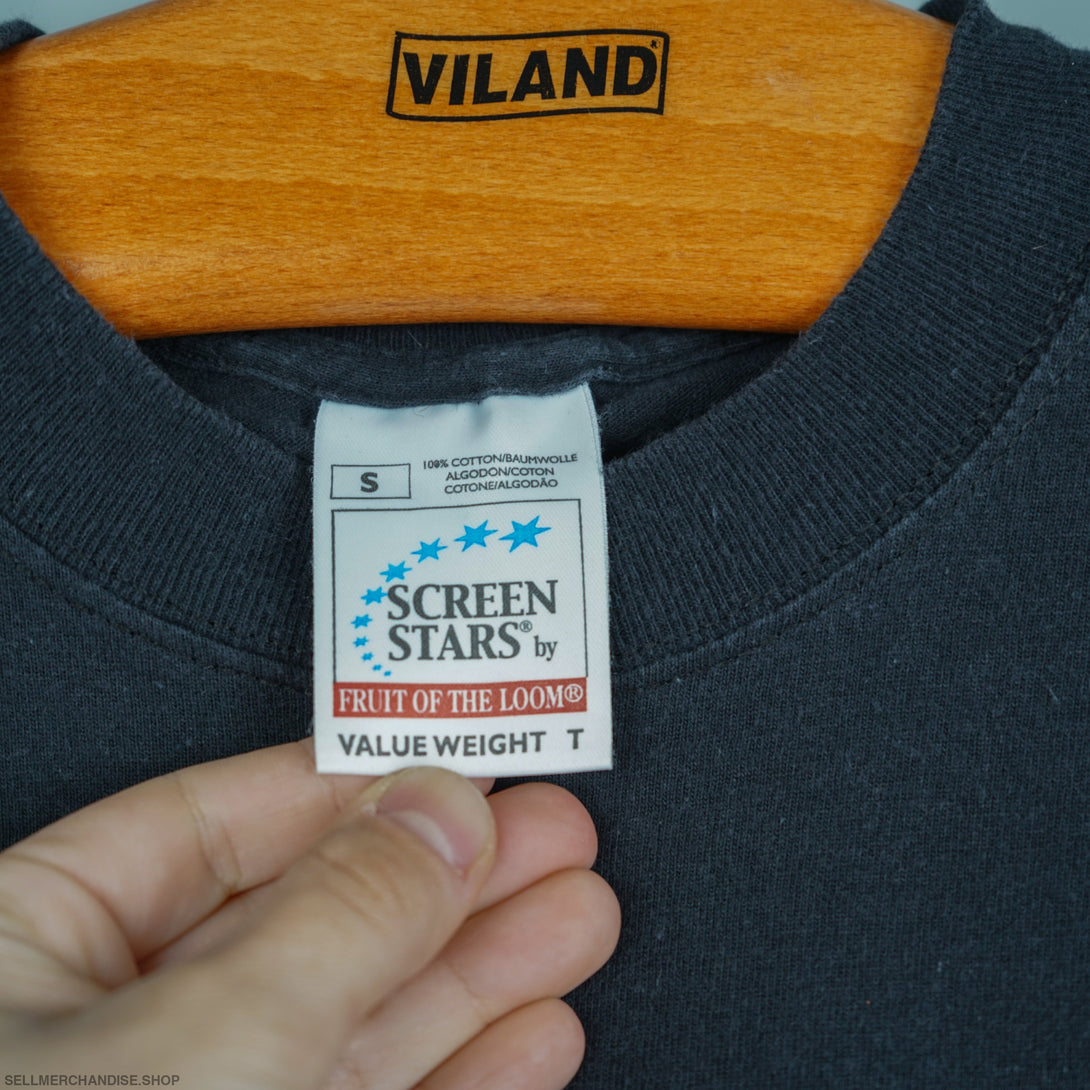 VILAND®
S
100% COTTON/BAUMWOLLE
ALGODÓN/COTON
COTONE/ALGODÃO
SCREEN
STARS® by
FRUIT OF THE LOOM®
VALUE WEIGHT T
SELLMERCHANDISE.SHOP